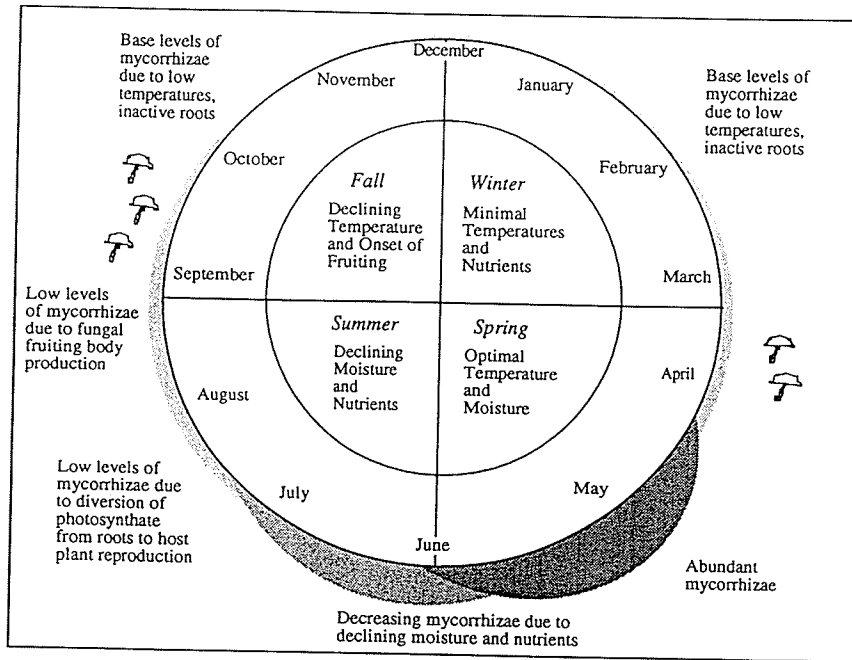 Base levels of
mycorrhizae
due to low
temperatures,
inactive roots
December
November
January
Base levels of
mycorrhizae
due to low
temperatures,
inactive roots
October
February
Fall
Declining
Temperature
and Onset of
Fruiting
Winter
Minimal
Temperatures
and
Nutrients
September
March
Low levels
of mycorrhizae
due to fungal
fruiting body
production
Summer
Declining
Moisture
and
Nutrients
Spring
Optimal
Temperature
and
Moisture
August
April
Low levels of
mycorrhizae due
to diversion of
photosynthate
from roots to host
plant reproduction
July
May
June
Abundant
mycorrhizae
Decreasing mycorrhizae due to
declining moisture and nutrients